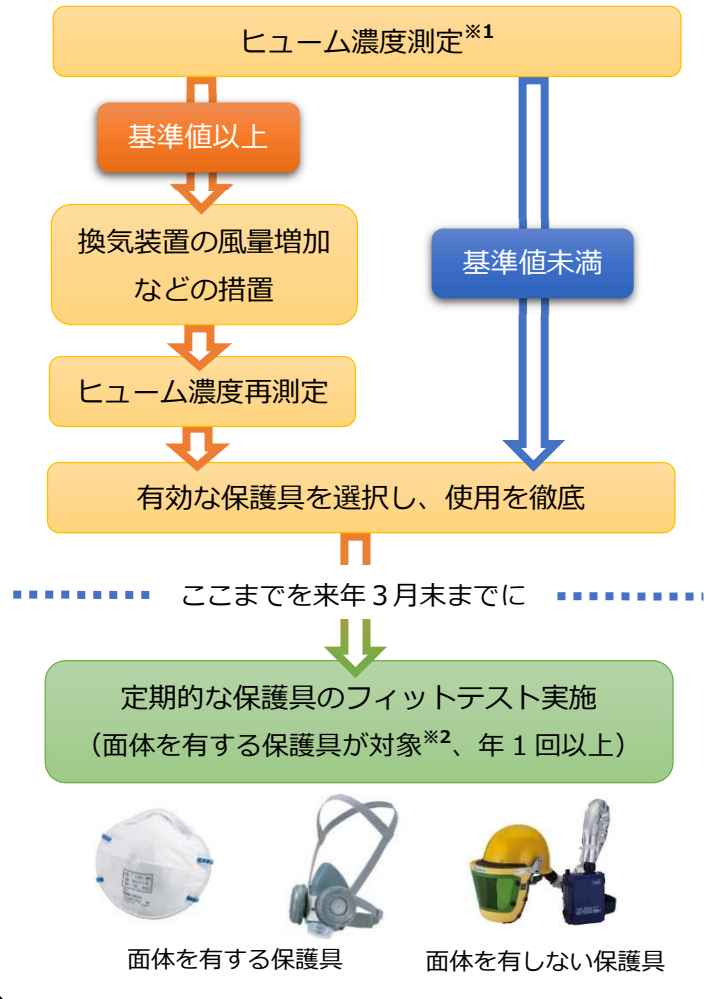 ヒューム濃度測定※1
基準値以上
換気装置の風量増加
などの措置
基準値未満
ヒューム濃度再測定
有効な保護具を選択し、使用を徹底
ここまでを来年3月末までに
定期的な保護具のフィットテスト実施
（面体を有する保護具が対象※2、年1回以上）
面体を有する保護具
面体を有しない保護具